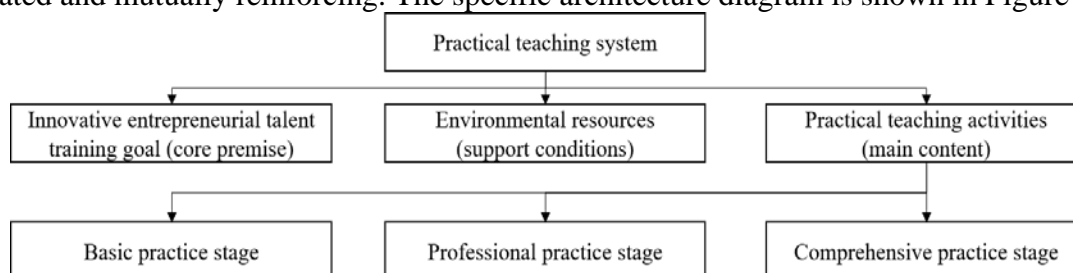 ated and mutually reinforcing. The specific architecture diagram is shown in Figure
Practical teaching system
Innovative entrepreneurial talent
training goal (core premise)
Environmental resources
(support conditions)
Practical teaching activities
(main content)
Basic practice stage
Professional practice stage
Comprehensive practice stage